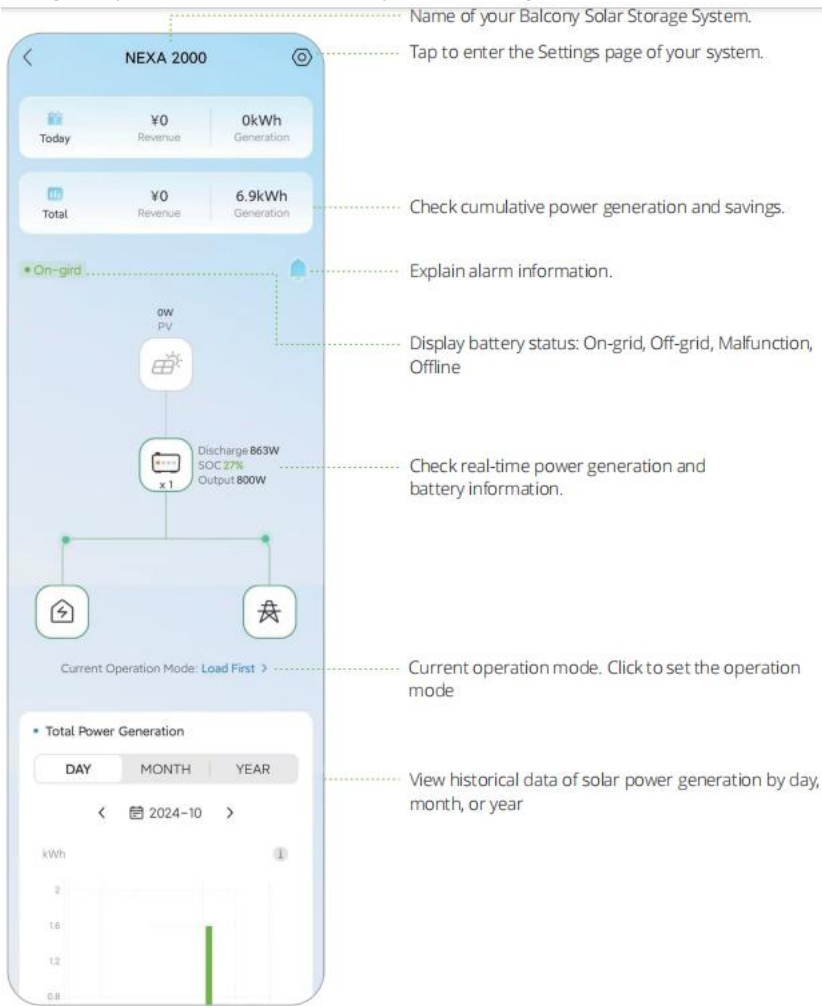 Name of your Balcony Solar Storage System.
NEXA 2000
Tap to enter the Settings page of your system.
Today
¥0
Revenue
0kWh
Generation
Total
¥0
Revenue
6.9kWh
Generation
Check cumulative power generation and savings.
On-gird
Explain alarm information.
0W
PV
Display battery status: On-grid, Off-grid, Malfunction,
Offline
x 1
Discharge 863W
SOC 27%
Output 800W
Check real-time power generation and
battery information.
Current Operation Mode: Load First >
Current operation mode. Click to set the operation
mode
Total Power Generation
DAY
MONTH
YEAR
View historical data of solar power generation by day,
month, or year
< 2024-10 >
kWh
2
1.6
1.2
0.8